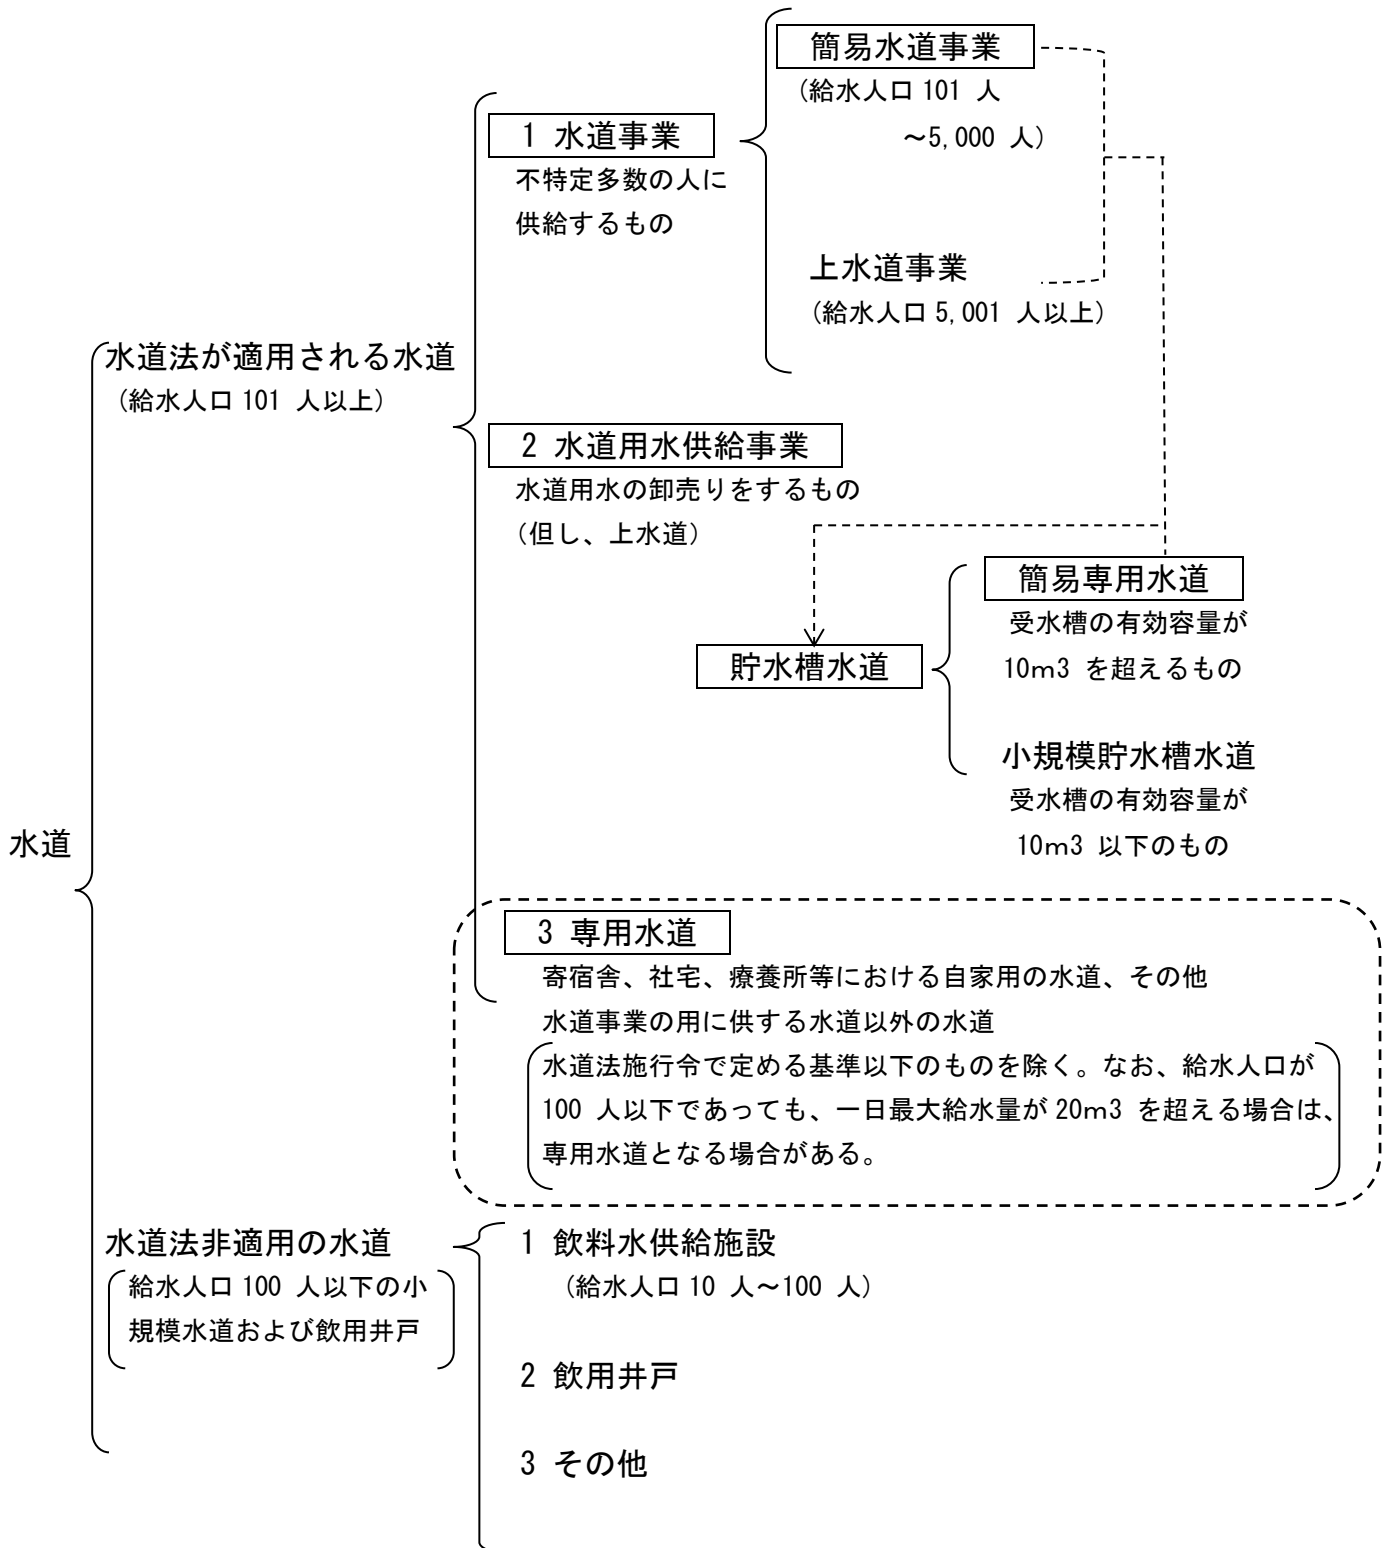 水道
水道法が適用される水道
(給水人口 101 人以上)
1 水道事業
不特定多数の人に
供給するもの
簡易水道事業
(給水人口 101 人
～5,000 人)
上水道事業
(給水人口 5,001 人以上)
2 水道用水供給事業
水道用水の卸売りをするもの
(但し、上水道)
貯水槽水道
簡易専用水道
受水槽の有効容量が
10m3 を超えるもの
小規模貯水槽水道
受水槽の有効容量が
10m3 以下のもの
3 専用水道
寄宿舎、社宅、療養所等における自家用の水道、その他
水道事業の用に供する水道以外の水道
水道法施行令で定める基準以下のものを除く。なお、給水人口が
100 人以下であっても、一日最大給水量が 20m3 を超える場合は、
専用水道となる場合がある。
水道法非適用の水道
給水人口 100 人以下の小
規模水道および飲用井戸
1 飲料水供給施設
(給水人口 10 人～100 人)
2 飲用井戸
3 その他